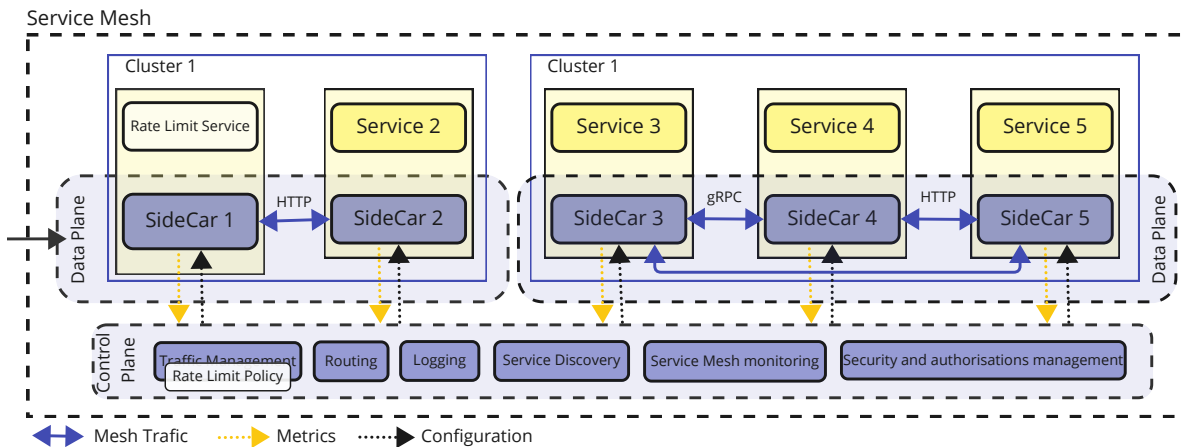 Service Mesh
Cluster 1
Cluster 1
Rate Limit Service
Service 2
Service 3
Service 4
Service 5
SideCar 1
HTTP
SideCar 2
SideCar 3
gRPC
SideCar 4
HTTP
SideCar 5
Data Plane
Data Plane
Control
Plane
Traffic Management
Rate Limit Policy
Routing
Logging
Service Discovery
Service Mesh monitoring
Security and authorisations management
Mesh Trafic
Metrics
Configuration